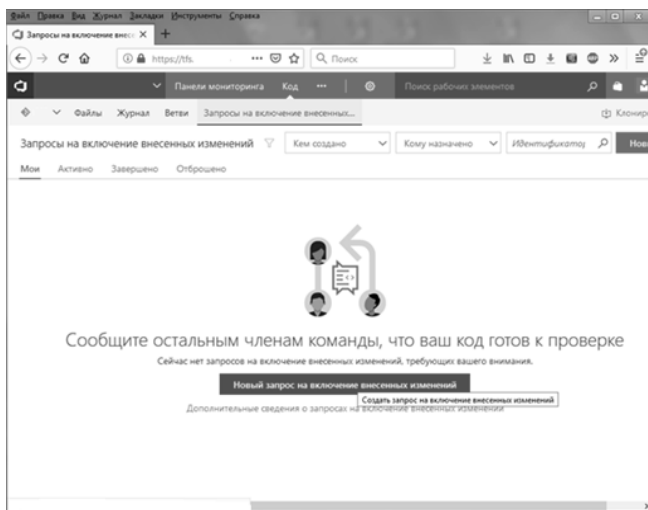 Файл Правка Вид Журнал Закладки Инструменты Справка
Запросы на включение внес
https://tfs. Поиск
Панели мониторинга Код Поиск рабочих элементов
Файлы Журнал Ветви Запросы на включение внесенных... Клонир
Запросы на включение внесенных изменений Кем создано Кому назначено Идентификатор Нов
Мои Активно Завершено Отброшено
Сообщите остальным членам команды, что ваш код готов к проверке
Сейчас нет запросов на включение внесенных изменений, требующих вашего внимания.
Новый запрос на включение внесенных изменений
Создать запрос на включение внесенных изменений
Дополнительные сведения о запросах на включение внесенных изменений